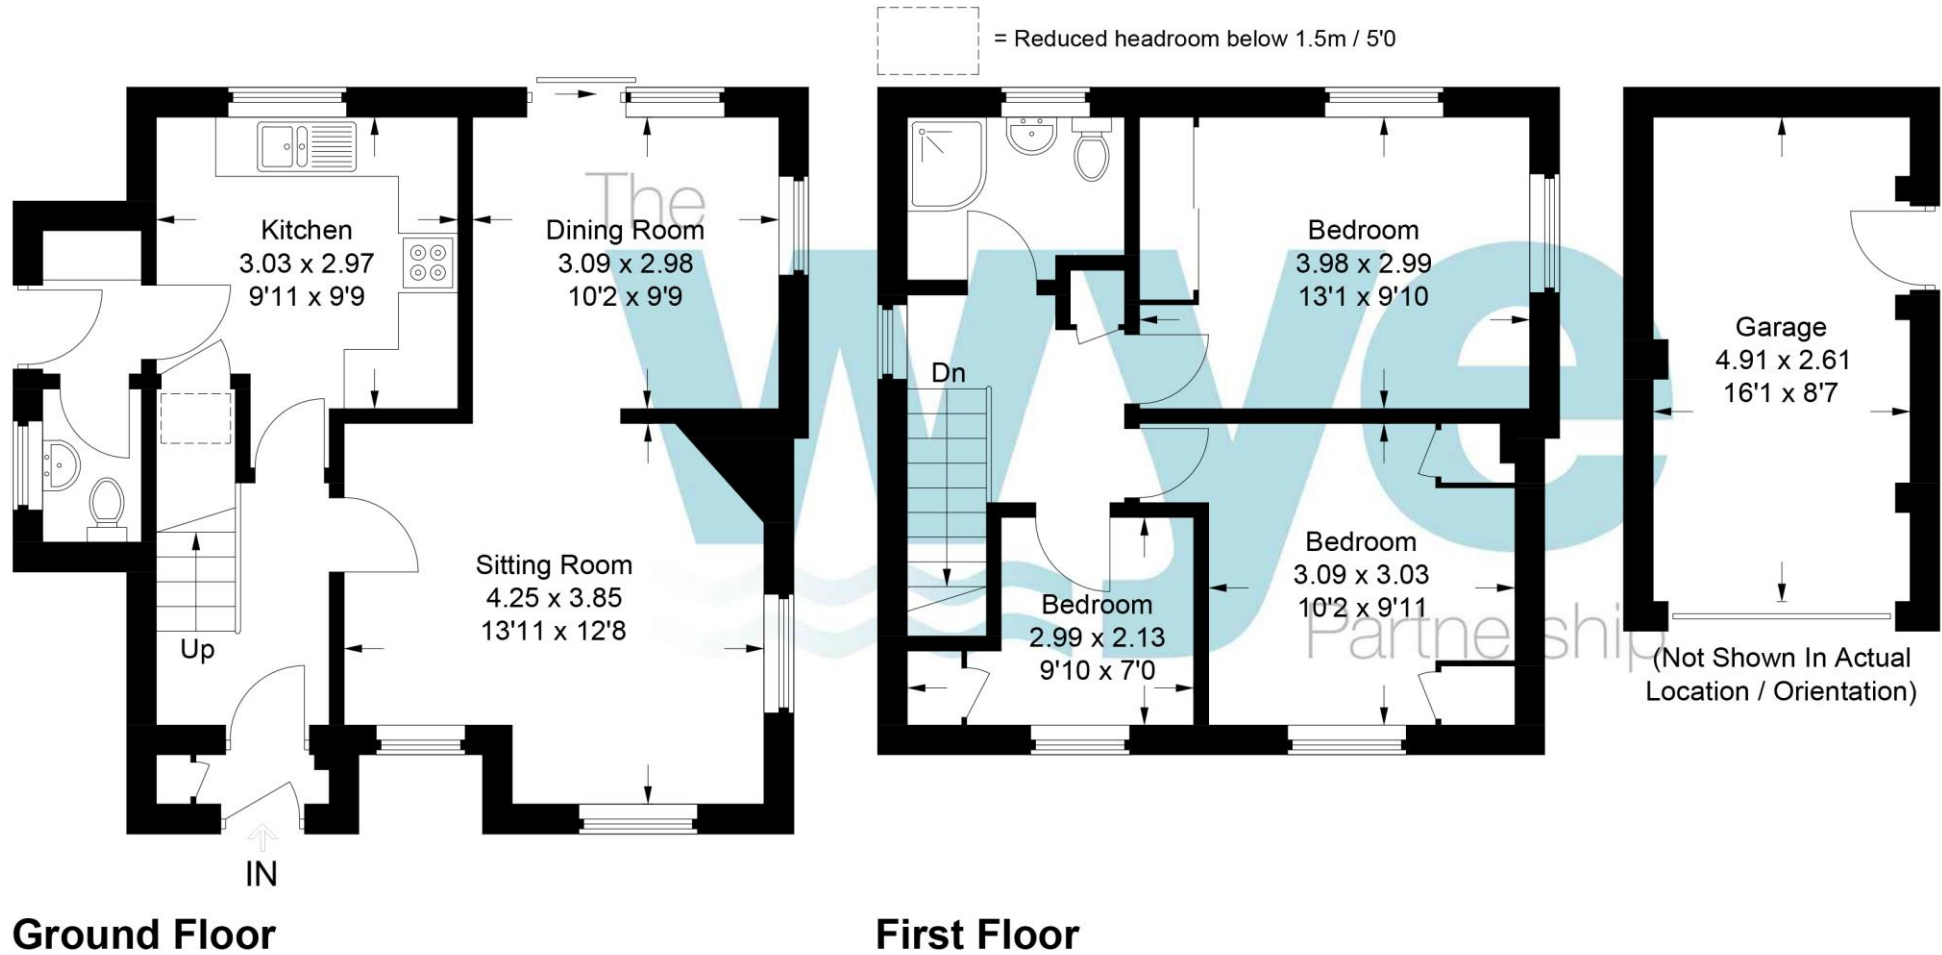 = Reduced headroom below 1.5m / 5'0
The
wye
Partnership
Kitchen
3.03 x 2.97
9'11 x 9'9
Dining Room
3.09 x 2.98
10'2 x 9'9
Sitting Room
4.25 x 3.85
13'11 x 12'8
Up
IN
Ground Floor
Bedroom
3.98 x 2.99
13'1 x 9'10
Dn
Bedroom
3.09 x 3.03
10'2 x 9'11
Bedroom
2.99 x 2.13
9'10 x 7'0
First Floor
Garage
4.91 x 2.61
16'1 x 8'7
(Not Shown In Actual
Location / Orientation)